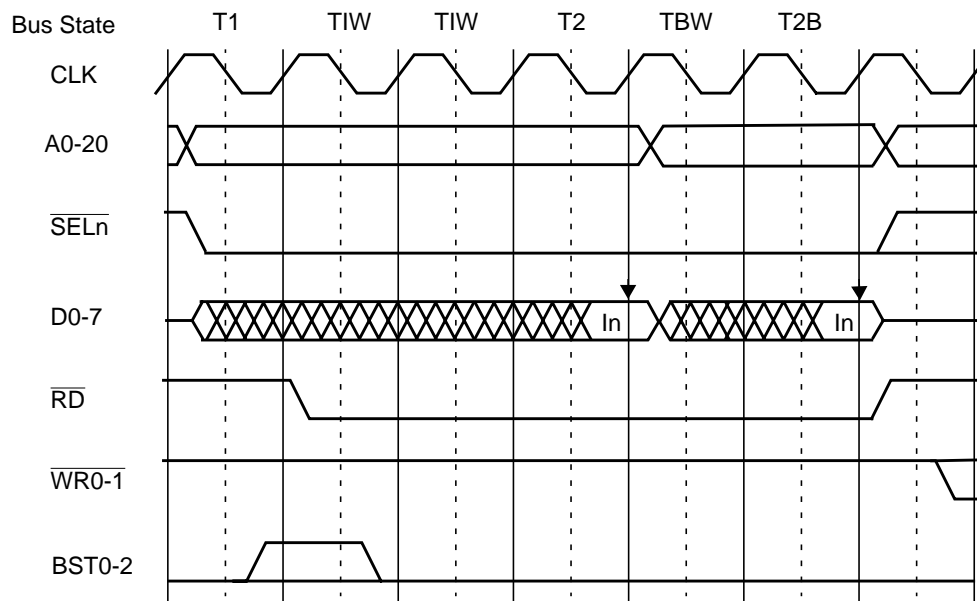 Bus State T1 TIW TIW T2 TBW T2B
CLK
A0-20
SELn
D0-7 In In
RD
WR0-1
BST0-2